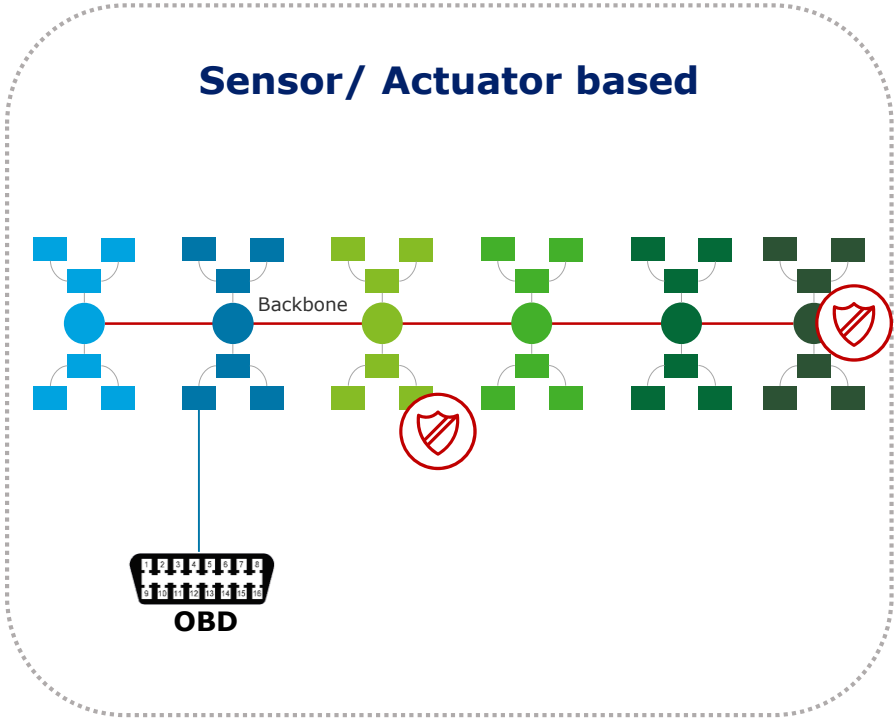 Sensor/ Actuator based
Backbone
1 2 3 4 5 6 7 8
9 10 11 12 13 14 15 16
OBD